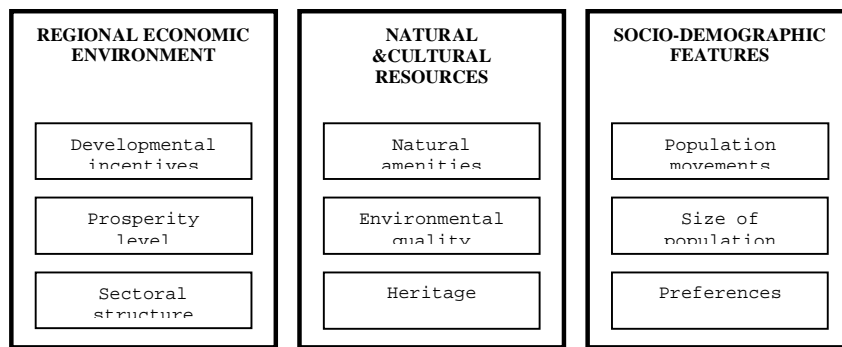 REGIONAL ECONOMIC
ENVIRONMENT
Developmental
incentives
Prosperity
level
Sectoral
structure
NATURAL
&CULTURAL
RESOURCES
Natural
amenities
Environmental
quality
Heritage
SOCIO-DEMOGRAPHIC
FEATURES
Population
movements
Size of
population
Preferences